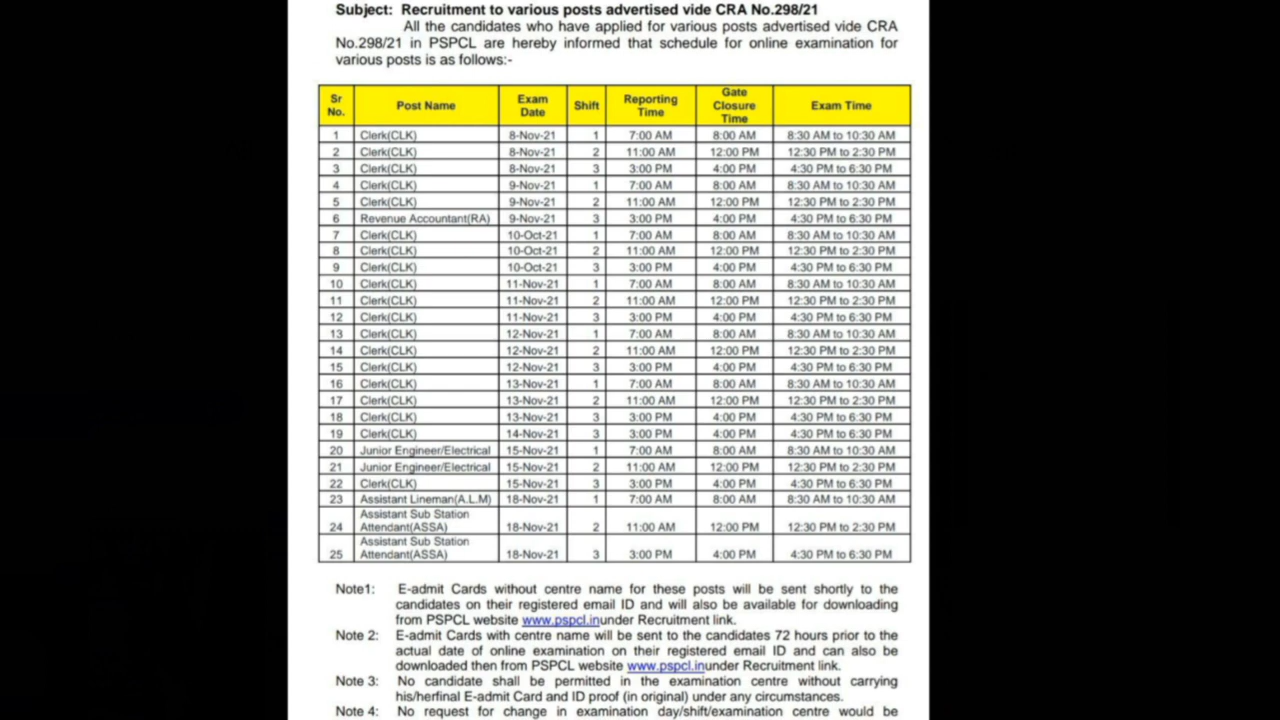 Subject: Recruitment to various posts advertised vide CRA No.298/21
All the candidates who have applied for various posts advertised vide CRA
No.298/21 in PSPCL are hereby informed that schedule for online examination for
various posts is as follows:-
Sr No. Post Name Exam Date Shift Reporting Time Gate Closure Time Exam Time
1 Clerk(CLK) 8-Nov-21 1 7:00 AM 8:00 AM 8:30 AM to 10:30 AM
2 Clerk(CLK) 8-Nov-21 2 11:00 AM 12:00 PM 12:30 PM to 2:30 PM
3 Clerk(CLK) 8-Nov-21 3 3:00 PM 4:00 PM 4:30 PM to 6:30 PM
4 Clerk(CLK) 9-Nov-21 1 7:00 AM 8:00 AM 8:30 AM to 10:30 AM
5 Clerk(CLK) 9-Nov-21 2 11:00 AM 12:00 PM 12:30 PM to 2:30 PM
6 Revenue Accountant(RA) 9-Nov-21 3 3:00 PM 4:00 PM 4:30 PM to 6:30 PM
7 Clerk(CLK) 10-Oct-21 1 7:00 AM 8:00 AM 8:30 AM to 10:30 AM
8 Clerk(CLK) 10-Oct-21 2 11:00 AM 12:00 PM 12:30 PM to 2:30 PM
9 Clerk(CLK) 10-Oct-21 3 3:00 PM 4:00 PM 4:30 PM to 6:30 PM
10 Clerk(CLK) 11-Nov-21 1 7:00 AM 8:00 AM 8:30 AM to 10:30 AM
11 Clerk(CLK) 11-Nov-21 2 11:00 AM 12:00 PM 12:30 PM to 2:30 PM
12 Clerk(CLK) 11-Nov-21 3 3:00 PM 4:00 PM 4:30 PM to 6:30 PM
13 Clerk(CLK) 12-Nov-21 1 7:00 AM 8:00 AM 8:30 AM to 10:30 AM
14 Clerk(CLK) 12-Nov-21 2 11:00 AM 12:00 PM 12:30 PM to 2:30 PM
15 Clerk(CLK) 12-Nov-21 3 3:00 PM 4:00 PM 4:30 PM to 6:30 PM
16 Clerk(CLK) 13-Nov-21 1 7:00 AM 8:00 AM 8:30 AM to 10:30 AM
17 Clerk(CLK) 13-Nov-21 2 11:00 AM 12:00 PM 12:30 PM to 2:30 PM
18 Clerk(CLK) 13-Nov-21 3 3:00 PM 4:00 PM 4:30 PM to 6:30 PM
19 Clerk(CLK) 14-Nov-21 3 3:00 PM 4:00 PM 4:30 PM to 6:30 PM
20 Junior Engineer/Electrical 15-Nov-21 1 7:00 AM 8:00 AM 8:30 AM to 10:30 AM
21 Junior Engineer/Electrical 15-Nov-21 2 11:00 AM 12:00 PM 12:30 PM to 2:30 PM
22 Clerk(CLK) 15-Nov-21 3 3:00 PM 4:00 PM 4:30 PM to 6:30 PM
23 Assistant Lineman(A.L.M) 18-Nov-21 1 7:00 AM 8:00 AM 8:30 AM to 10:30 AM
Assistant Sub Station
24 Attendant(ASSA) 18-Nov-21 2 11:00 AM 12:00 PM 12:30 PM to 2:30 PM
Assistant Sub Station
25 Attendant(ASSA) 18-Nov-21 3 3:00 PM 4:00 PM 4:30 PM to 6:30 PM
Note1: E-admit Cards without centre name for these posts will be sent shortly to the
candidates on their registered email ID and will also be available for downloading
from PSPCL website www.pspcl.inunder Recruitment link.
Note 2: E-admit Cards with centre name will be sent to the candidates 72 hours prior to the
actual date of online examination on their registered email ID and can also be
downloaded then from PSPCL website www.pspcl.inunder Recruitment link.
Note 3: No candidate shall be permitted in the examination centre without carrying
his/herfinal E-admit Card and ID proof (in original) under any circumstances.
Note 4: No request for change in examination day/shift/examination centre would be